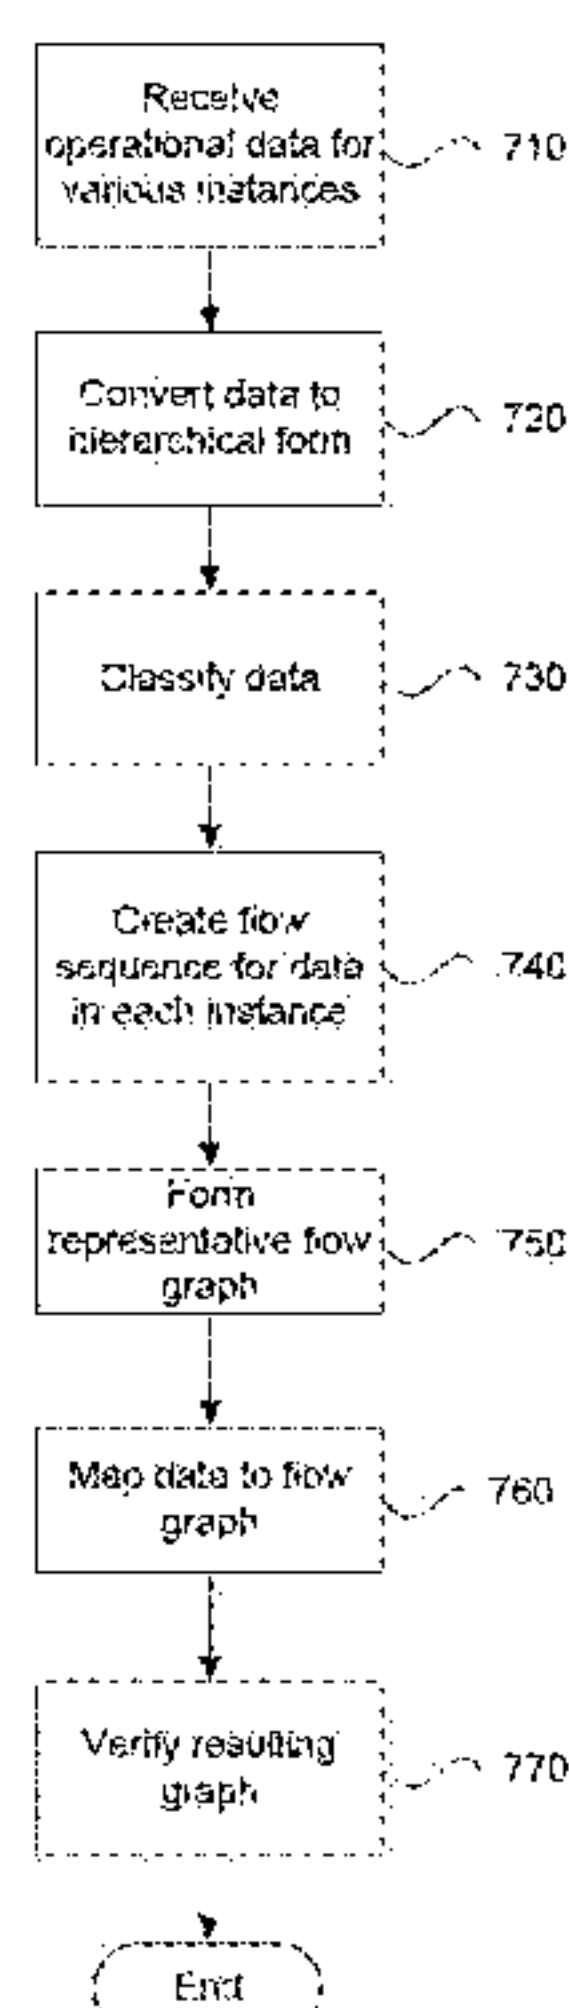 Receive
operational data for
various instances
710
Convert data to
hierarchical form
720
Classify data
730
Create flow
sequence for data
in each instance
740
Form
representative flow
graph
750
Map data to flow
graph
760
Verify resulting
graph
770
End